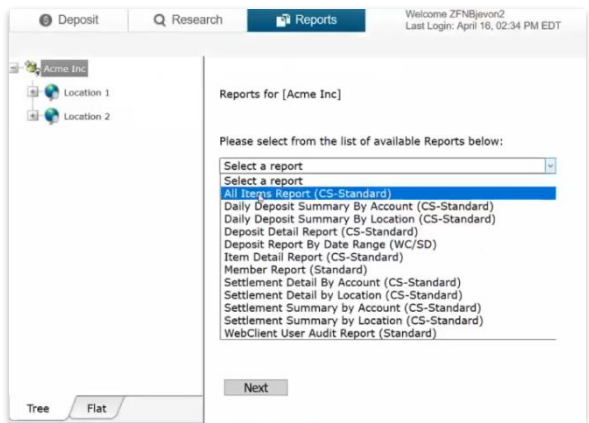 Deposit
Research
Reports
Welcome ZFNBjevon2
Last Login: April 16, 02:34 PM EDT
Acme Inc
Location 1
Location 2
Reports for [Acme Inc]
Please select from the list of available Reports below:
Select a report
Select a report
All Items Report (CS-Standard)
Daily Deposit Summary By Account (CS-Standard)
Daily Deposit Summary By Location (CS-Standard)
Deposit Detail Report (CS-Standard)
Deposit Report By Date Range (WC/SD)
Item Detail Report (CS-Standard)
Member Report (Standard)
Settlement Detail By Account (CS-Standard)
Settlement Detail by Location (CS-Standard)
Settlement Summary by Account (CS-Standard)
Settlement Summary by Location (CS-Standard)
WebClient User Audit Report (Standard)
Next
Tree
Flat